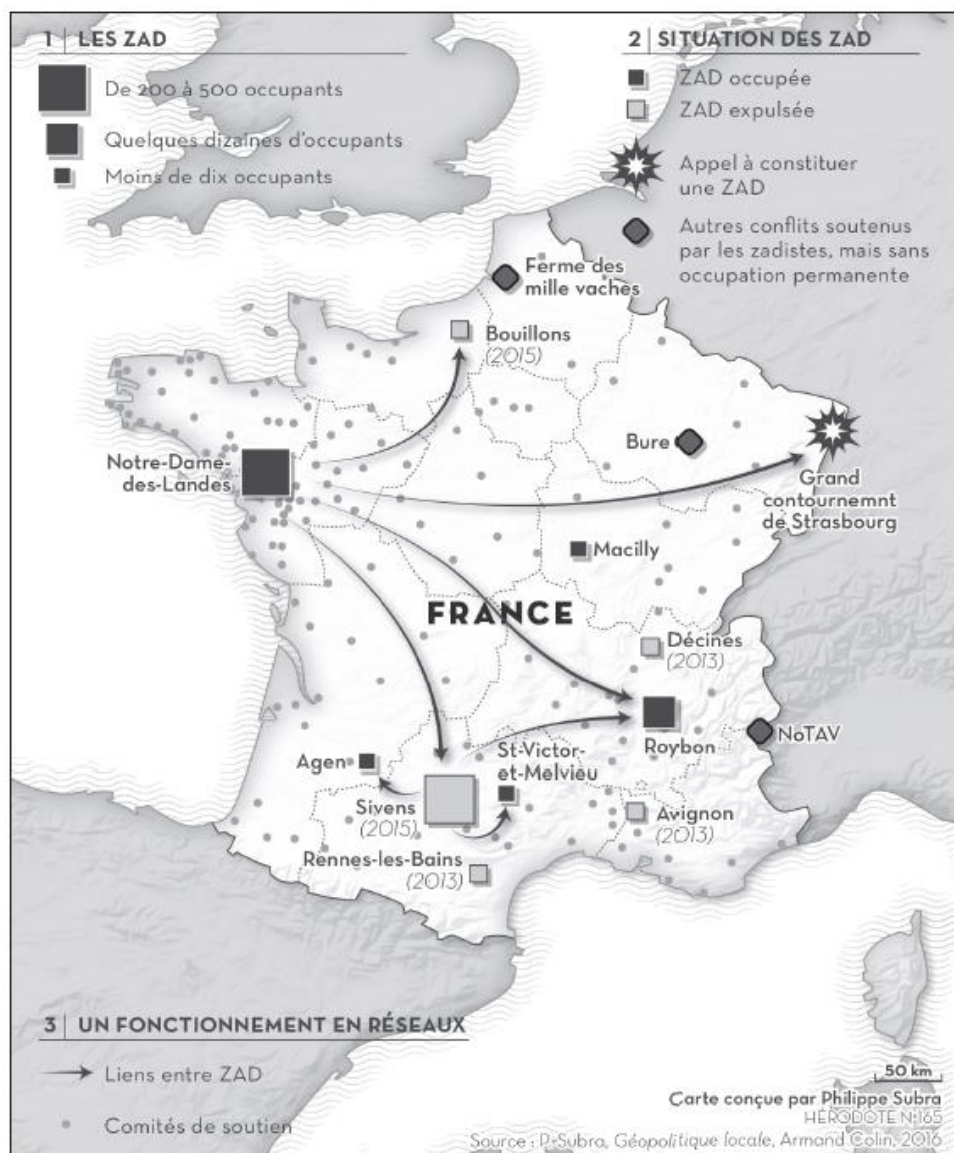 1 | LES ZAD
De 200 à 500 occupants
Quelques dizaines d'occupants
Moins de dix occupants
2 | SITUATION DES ZAD
ZAD occupée
ZAD expulsée
Appel à constituer
une ZAD
Autres conflits soutenus
par les zadistes, mais sans
occupation permanente
Ferme des
mille vaches
Bouillons
(2015)
Bure
Notre-Dame-
des-Landes
Grand
contournemnt
de Strasbourg
Macilly
FRANCE
Décines
(2013)
Roybon
NoTAV
Agen
St-Victor-
et-Melvieu
Sivens
(2015)
Avignon
(2013)
Rennes-les-Bains
(2013)
3 | UN FONCTIONNEMENT EN RÉSEAUX
Liens entre ZAD
Comités de soutien
50 km
Carte conçue par Philippe Subra
HÉRODOTE N°165
Source : P. Subra, Géopolitique locale, Armand Colin, 2016